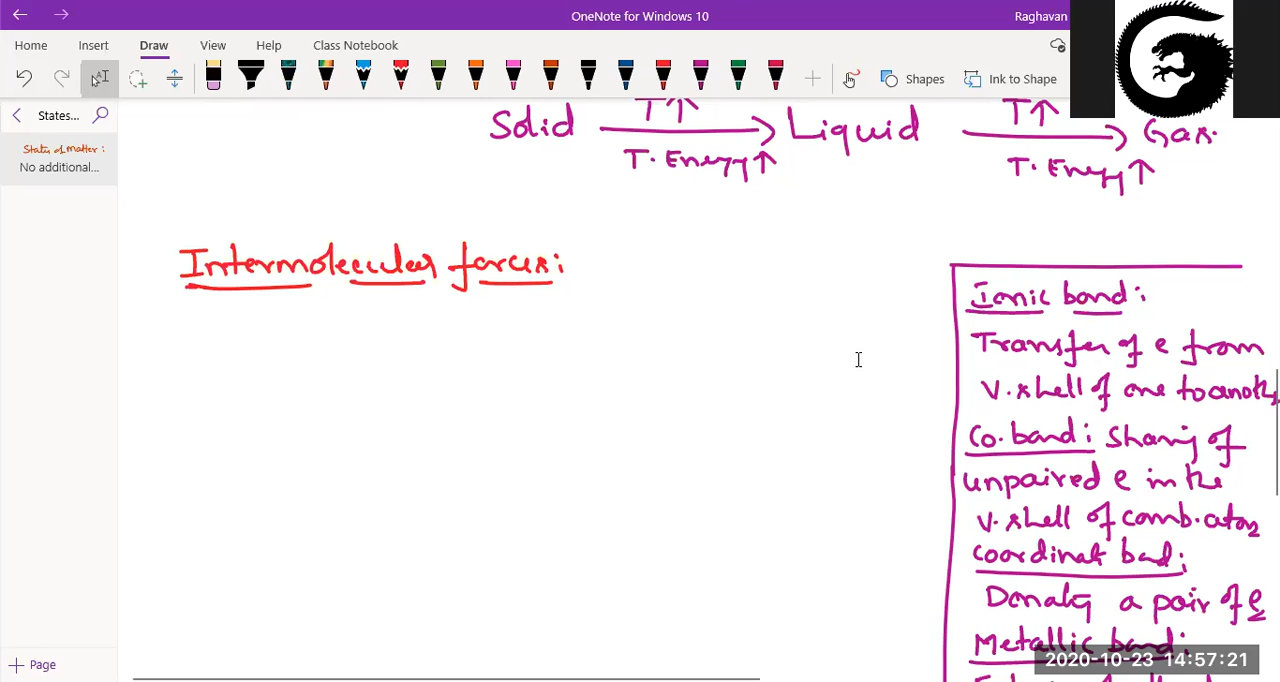 OneNote for Windows 10
Raghavan
Home Insert Draw View Help Class Notebook
Shapes Ink to Shape
States...
States of matter:
No additional...
Solid T↑ Liquid T↑ Gas.
T. Energy ↑ T. Energy ↑
Intermolecular forces:
Ionic bond:
Transfer of e from
V. shell of one to anoth
Co. bond: Sharing of
unpaired e in the
V. shell of comb. atoms
Coordinate bond:
Donating a pair of e
Metallic bond:
+ Page
2020-10-23 14:57:21